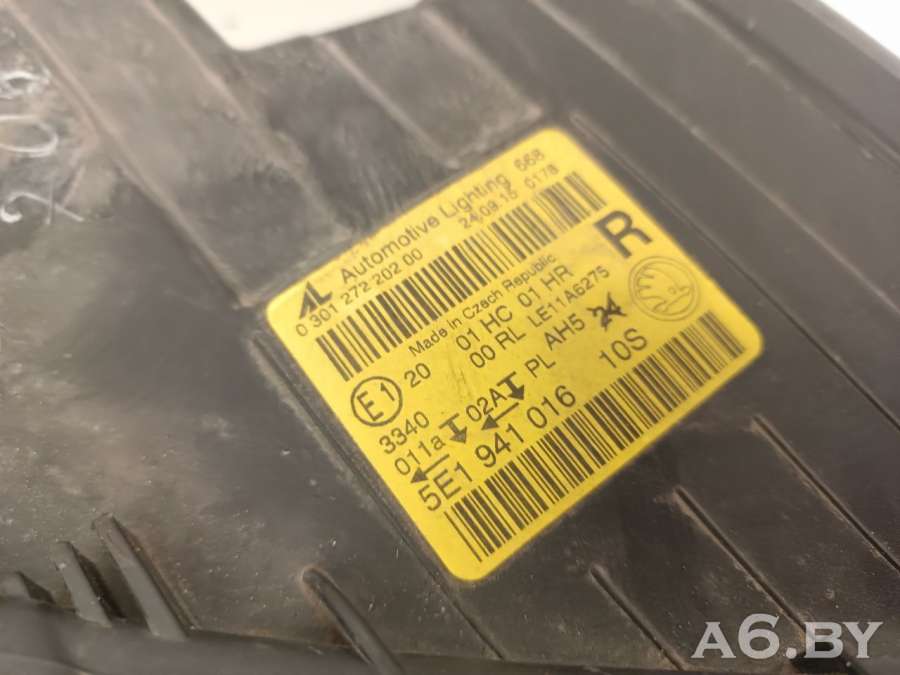 AL Automotive Lighting 668
0 301 272 202 00 24.09.15 0178
R
Made in Czech Republic
E1 20 01 HC 01 HR
00 RL LE11A6275
3340 PL AH5
011a 02A
5E1 941 016 10S
A6.BY